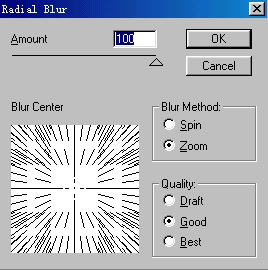 Radial Blur
Amount 100
OK
Cancel
Blur Center
Blur Method:
Spin
Zoom
Quality:
Draft
Good
Best